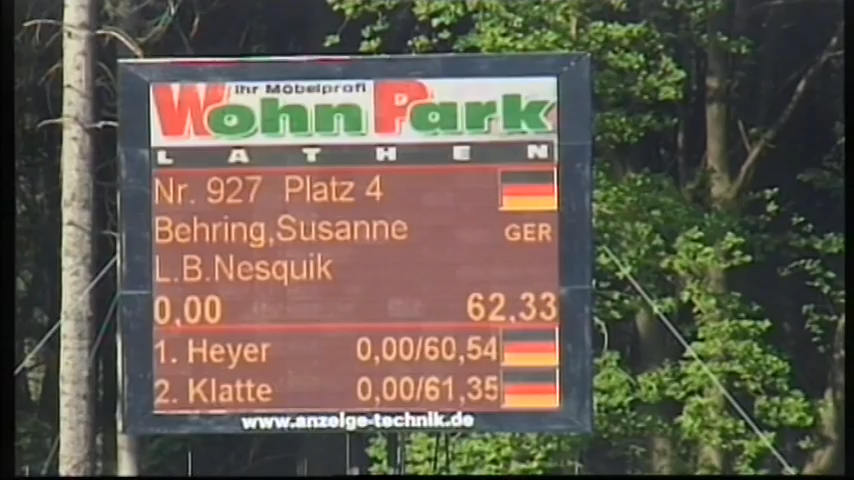 Ihr Möbelprofi
WohnPark
LATHEN
Nr. 927 Platz 4
Behring,Susanne GER
L.B.Nesquik
0,00 62,33
1. Heyer 0,00/60,54
2. Klatte 0,00/61,35
www.anzeige-technik.de